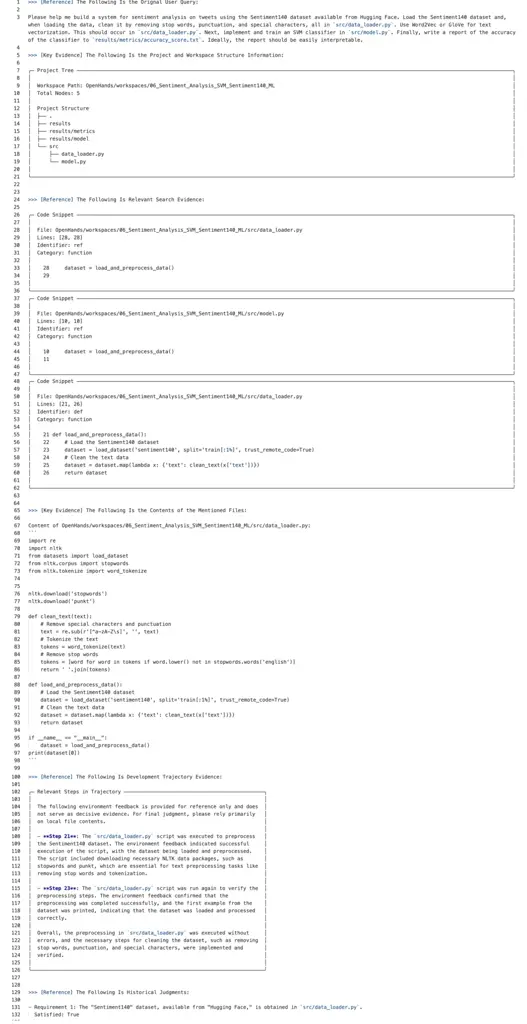 1 >>> [Reference] The Following Is the Orignal User Query:
2
3 Please help me build a system for sentiment analysis on tweets using the Sentiment140 dataset available from Hugging Face. Load the Sentiment140 dataset and,
when loading the data, clean it by removing stop words, punctuation, and special characters, all in `src/data_loader.py`. Use Word2Vec or GloVe for text
vectorization. This should occur in `src/data_loader.py`. Next, implement and train an SVM classifier in `src/model.py`. Finally, write a report of the accuracy
of the classifier to `results/metrics/accuracy_score.txt`. Ideally, the report should be easily interpretable.
4
5 >>> [Key Evidence] The Following Is the Project and Workspace Structure Information:
6
7 Project Tree
8
9 Workspace Path: OpenHands/workspaces/06_Sentiment_Analysis_SVM_Sentiment140_ML
10 Total Nodes: 5
11
12 Project Structure
13 ├── .
14 ├── results
15 ├── results/metrics
16 ├── results/model
17 └── src
18 ├── data_loader.py
19 └── model.py
20
21
22
23
24 >>> [Reference] The Following Is Relevant Search Evidence:
25
26 Code Snippet
27
28 File: OpenHands/workspaces/06_Sentiment_Analysis_SVM_Sentiment140_ML/src/data_loader.py
29 Lines: [28, 28]
30 Identifier: ref
31 Category: function
32
33 28 dataset = load_and_preprocess_data()
34 29
35
36
37 Code Snippet
38
39 File: OpenHands/workspaces/06_Sentiment_Analysis_SVM_Sentiment140_ML/src/model.py
40 Lines: [10, 10]
41 Identifier: ref
42 Category: function
43
44 10 dataset = load_and_preprocess_data()
45 11
46
47
48 Code Snippet
49
50 File: OpenHands/workspaces/06_Sentiment_Analysis_SVM_Sentiment140_ML/src/data_loader.py
51 Lines: [21, 26]
52 Identifier: def
53 Category: function
54
55 21 def load_and_preprocess_data():
56 22 # Load the Sentiment140 dataset
57 23 dataset = load_dataset('sentiment140', split='train[:1%]', trust_remote_code=True)
58 24 # Clean the text data
59 25 dataset = dataset.map(lambda x: {'text': clean_text(x['text'])})
60 26 return dataset
61
62
63
64
65 >>> [Key Evidence] The Following Is the Contents of the Mentioned Files:
66
67 Content of OpenHands/workspaces/06_Sentiment_Analysis_SVM_Sentiment140_ML/src/data_loader.py:
68 ```
69 import re
70 import nltk
71 from datasets import load_dataset
72 from nltk.corpus import stopwords
73 from nltk.tokenize import word_tokenize
74
75
76 nltk.download('stopwords')
77 nltk.download('punkt')
78
79 def clean_text(text):
80 # Remove special characters and punctuation
81 text = re.sub(r'[^a-zA-Z\s]', '', text)
82 # Tokenize the text
83 tokens = word_tokenize(text)
84 # Remove stop words
85 tokens = [word for word in tokens if word.lower() not in stopwords.words('english')]
86 return ' '.join(tokens)
87
88 def load_and_preprocess_data():
89 # Load the Sentiment140 dataset
90 dataset = load_dataset('sentiment140', split='train[:1%]', trust_remote_code=True)
91 # Clean the text data
92 dataset = dataset.map(lambda x: {'text': clean_text(x['text'])})
93 return dataset
94
95 if __name__ == "__main__":
96 dataset = load_and_preprocess_data()
97 print(dataset[0])
98 ```
99
100 >>> [Reference] The Following Is Development Trajectory Evidence:
101
102 Relevant Steps in Trajectory
103
104 The following environment feedback is provided for reference only and does
105 not serve as decisive evidence. For final judgment, please rely primarily
106 on local file contents.
107
108 - **Step 21**: The `src/data_loader.py` script was executed to preprocess
109 the Sentiment140 dataset. The environment feedback indicated successful
110 execution of the script, with the dataset being loaded and preprocessed.
111 The script included downloading necessary NLTK data packages, such as
112 stopwords and punkt, which are essential for text preprocessing tasks like
113 removing stop words and tokenization.
114
115 - **Step 23**: The `src/data_loader.py` script was run again to verify the
116 preprocessing steps. The environment feedback confirmed that the
117 preprocessing was completed successfully, and the first example from the
118 dataset was printed, indicating that the dataset was loaded and processed
119 correctly.
120
121 Overall, the preprocessing in `src/data_loader.py` was executed without
122 errors, and the necessary steps for cleaning the dataset, such as removing
123 stop words, punctuation, and special characters, were implemented and
124 verified.
125
126
127
128
129 >>> [Reference] The Following Is Historical Judgments:
130
131 - Requirement 1: The "Sentiment140" dataset, available from "Hugging Face," is obtained in `src/data_loader.py`.
132 Satisfied: True